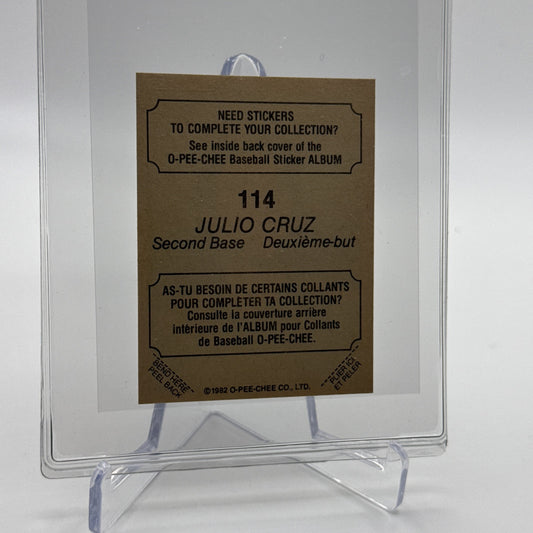 NEED STICKERS
TO COMPLETE YOUR COLLECTION?
See inside back cover of the
O-PEE-CHEE Baseball Sticker ALBUM
114
JULIO CRUZ
Second Base Deuxième-but
AS-TU BESOIN DE CERTAINS COLLANTS
POUR COMPLÈTER TA COLLECTION?
Consulte la couverture arrière
intérieure de l'ALBUM pour Collants
de Baseball O-PEE-CHEE.
BEND HERE
PEEL BACK
©1982 O-PEE-CHEE CO., LTD.
PLIER ICI
ET PELER